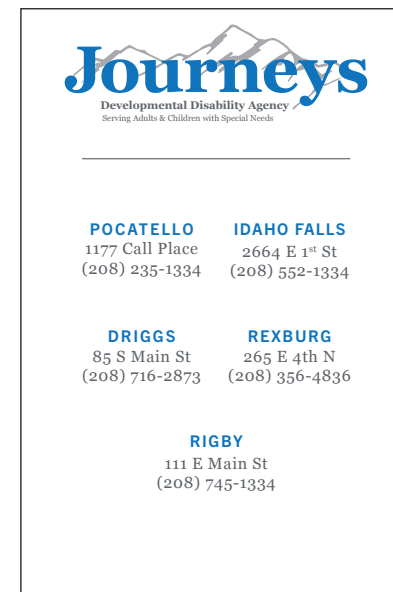 Journeys
Developmental Disability Agency
Serving Adults & Children with Special Needs
POCATELLO
1177 Call Place
(208) 235-1334
IDAHO FALLS
2664 E 1st St
(208) 552-1334
DRIGGS
85 S Main St
(208) 716-2873
REXBURG
265 E 4th N
(208) 356-4836
RIGBY
111 E Main St
(208) 745-1334